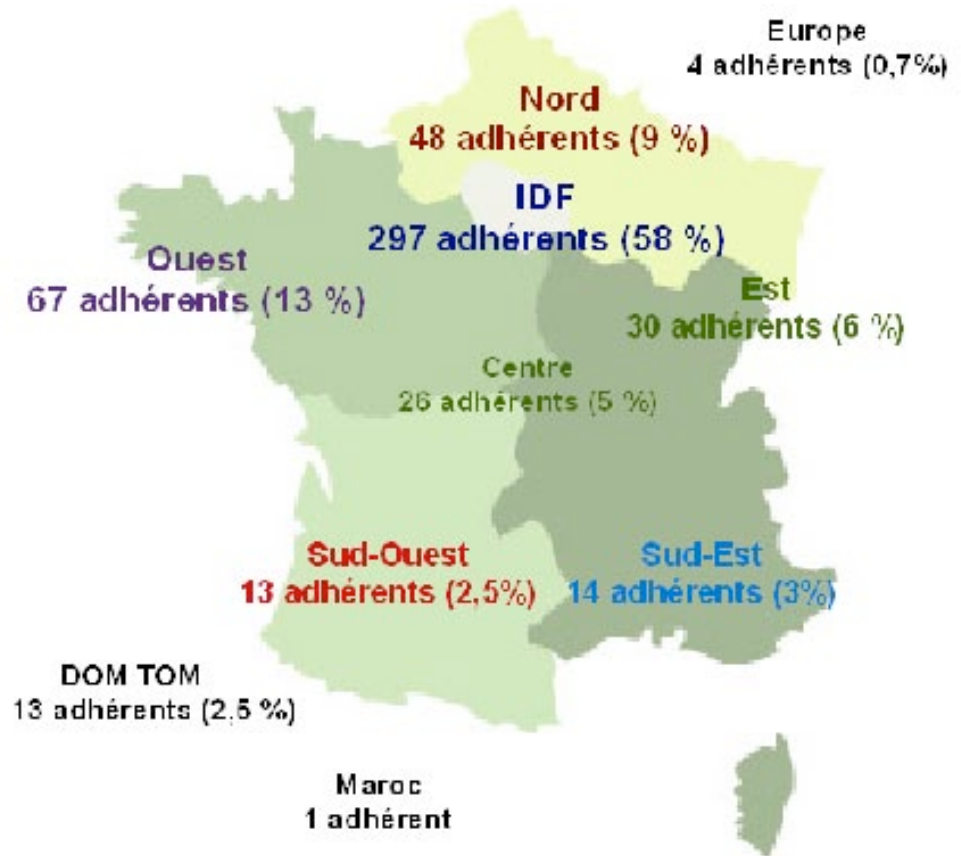 Europe
4 adhérents (0,7%)
Nord
48 adhérents (9 %)
IDF
297 adhérents (58 %)
Ouest
67 adhérents (13 %)
Est
30 adhérents (6 %)
Centre
26 adhérents (5 %)
Sud-Ouest
13 adhérents (2,5%)
Sud-Est
14 adhérents (3%)
DOM TOM
13 adhérents (2,5 %)
Maroc
1 adhérent